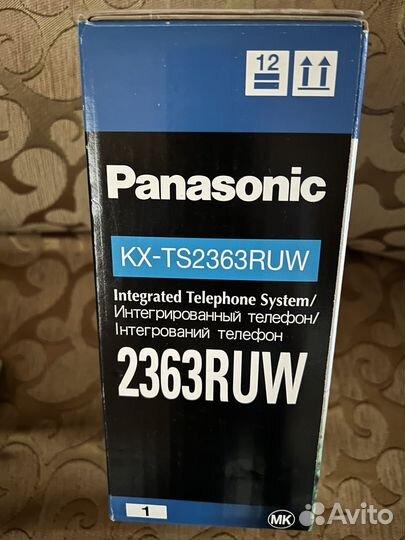 12
Panasonic
KX-TS2363RUW
Integrated Telephone System/
Интегрированный телефон/
Інтегрований телефон
2363RUW
1
MK
Avito